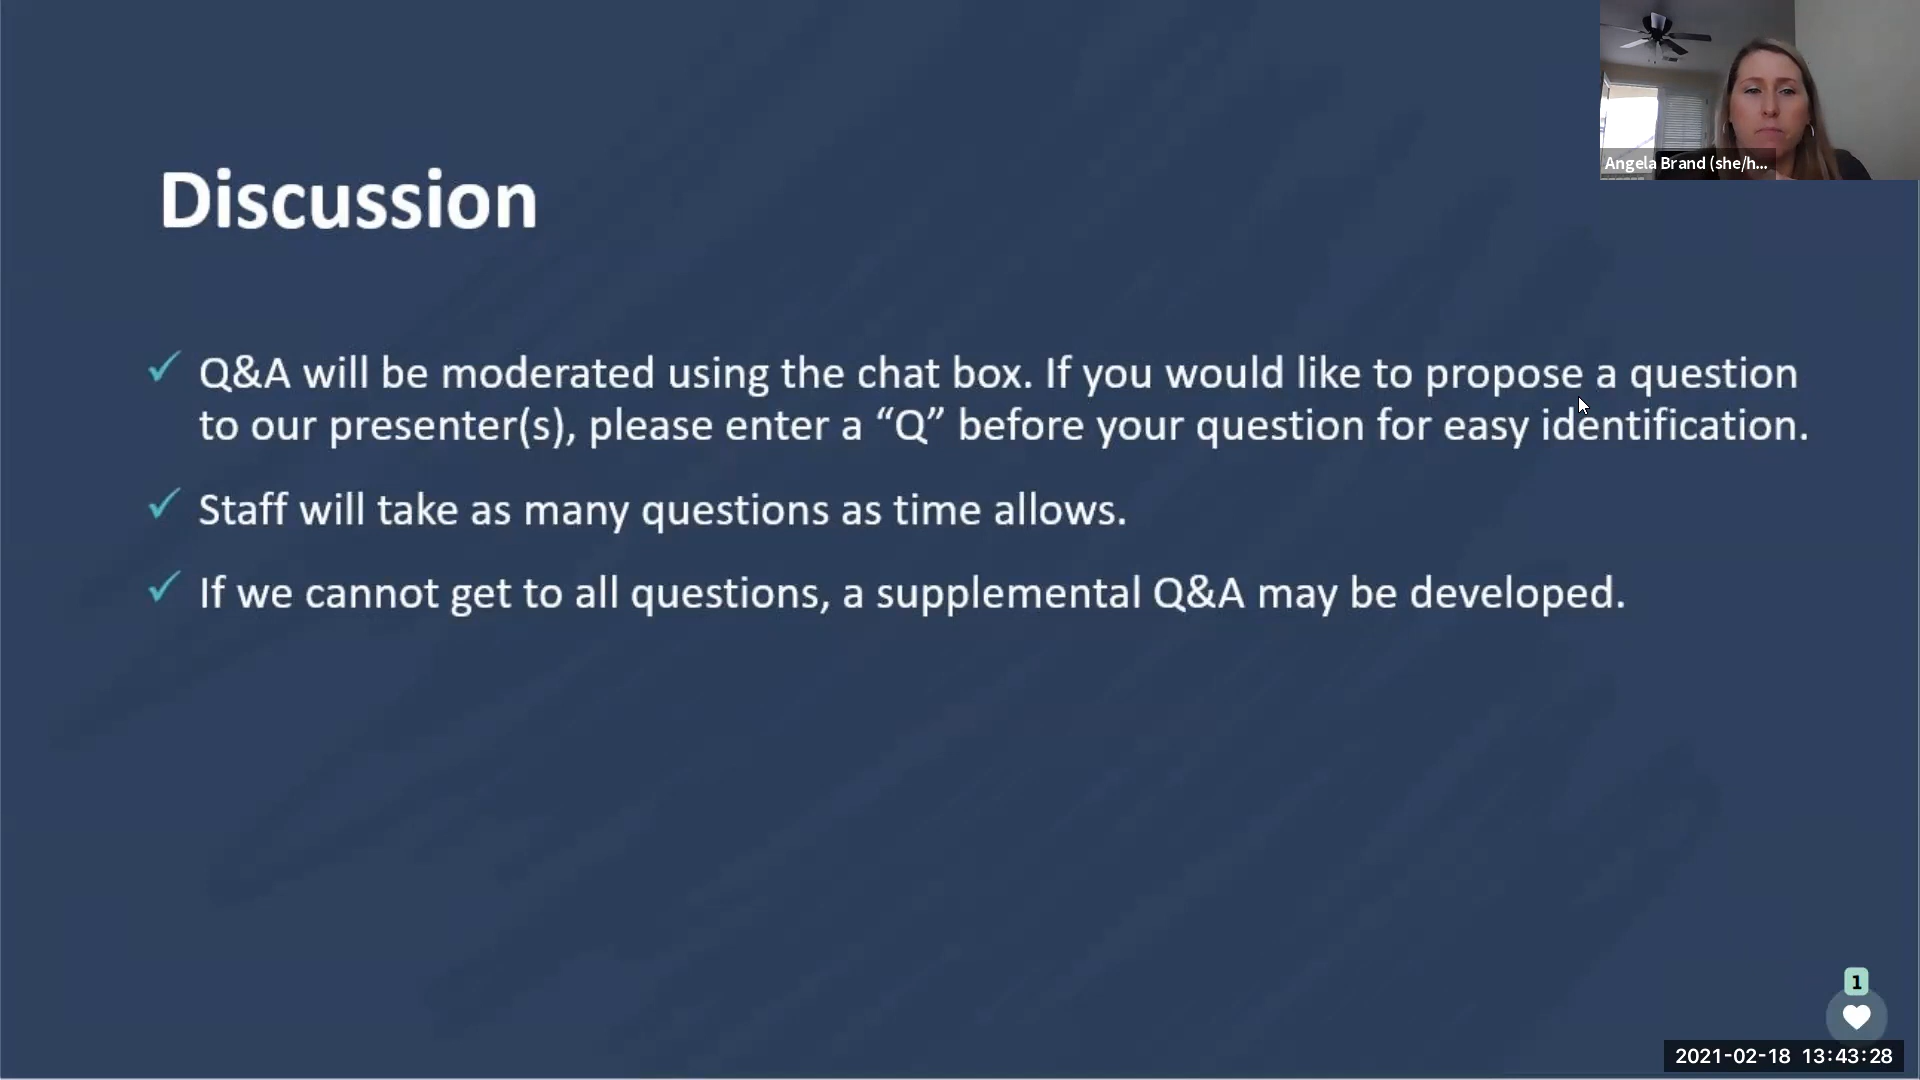 Angela Brand (she/h...
Discussion
✓ Q&A will be moderated using the chat box. If you would like to propose a question
to our presenter(s), please enter a “Q” before your question for easy identification.
✓ Staff will take as many questions as time allows.
✓ If we cannot get to all questions, a supplemental Q&A may be developed.
1
2021-02-18 13:43:28